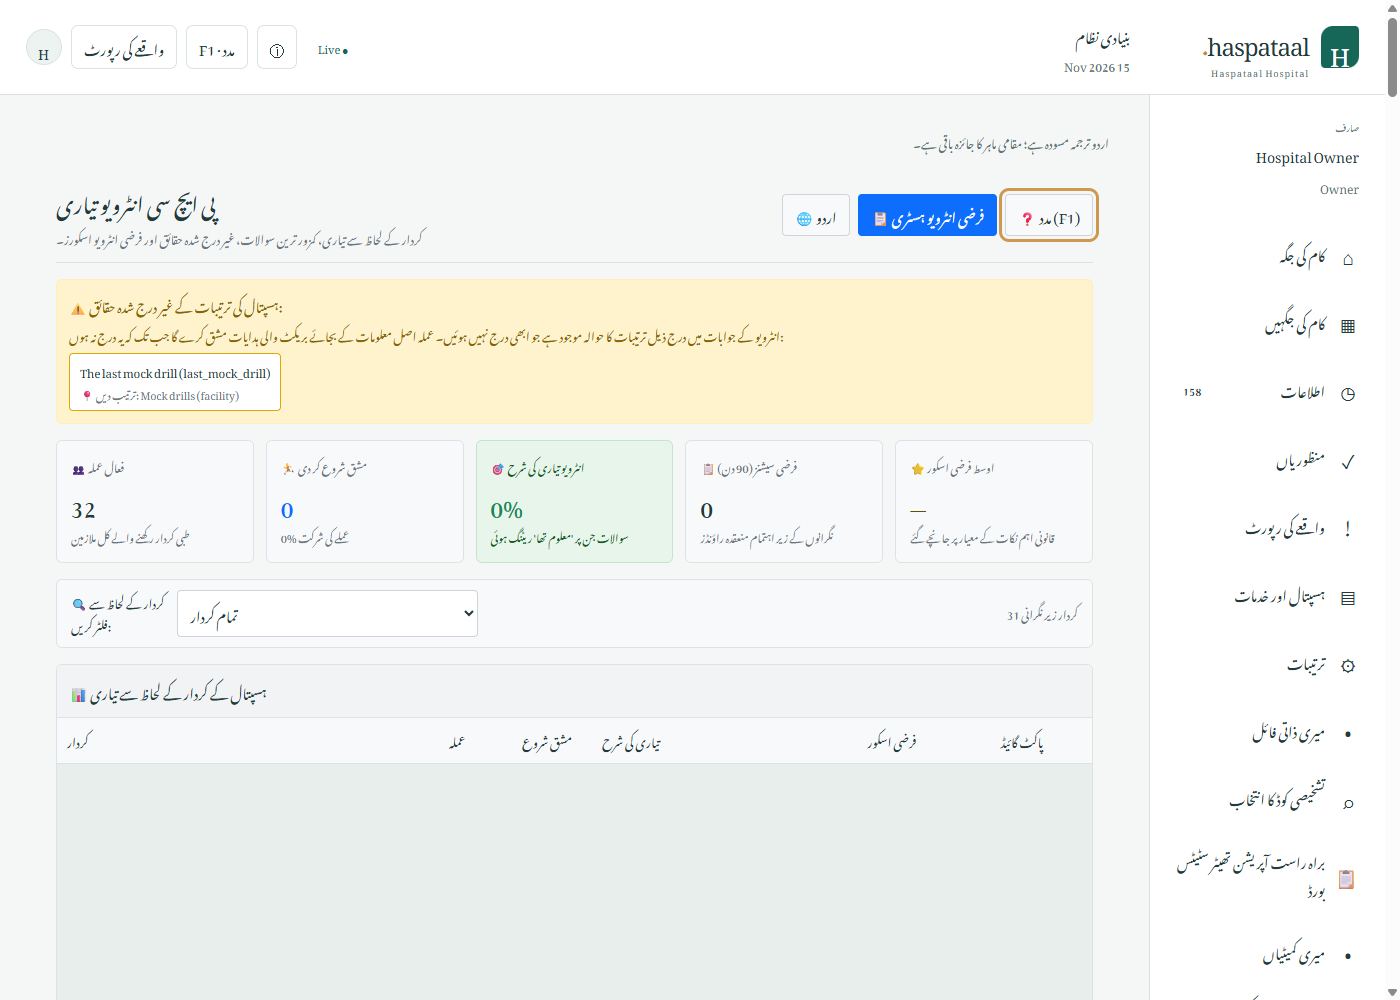 haspataal.
Haspataal Hospital
H
بنیادی نظام
15 Nov 2026
Live
ⓘ
مدد F1۰
واقعے کی رپورٹ
H
صارف
Hospital Owner
Owner
کام کی جگہ
کام کی جگہیں
اطلاعات
158
منظوریاں
واقعے کی رپورٹ
ہسپتال اور خدمات
ترتیبات
میری ذاتی فائل
تشخیصی کوڈ کا انتخاب
براہ راست آپریشن تھیٹر سٹیٹس
بورڈ
میری کمیٹیاں
اردو ترجمہ مسودہ ہے؛ مقامی ماہر کا جائزہ باقی ہے۔
پی ایچ سی انٹرویو تیاری
کردار کے لحاظ سے تیاری، کمزور ترین سوالات، غیر درج شدہ حقائق اور فرضی انٹرویو اسکورز۔
❓ مدد (F1)
📋 فرضی انٹرویو ہسٹری
🌐 اردو
⚠️ ہسپتال کی ترتیبات کے غیر درج شدہ حقائق:
انٹرویو کے جوابات میں درج ذیل ترتیبات کا حوالہ موجود ہے جو ابھی درج نہیں ہوئیں۔ عملہ اصل معلومات کے بجائے بریکٹ والی ہدایات مشق کرے گا جب تک کہ یہ درج نہ ہوں:
The last mock drill (last_mock_drill)
📍 ترتیب دیں: Mock drills (facility)
👥 فعال عملہ
32
طبی کردار رکھنے والے کل ملازمین
🏃 مشق شروع کر دی
0
0% عملے کی شرکت
🎯 انٹرویو تیاری کی شرح
0%
سوالات جن پر 'معلوم تھا' ریٹنگ ہوئی
📋 فرضی سیشنز (90 دن)
0
نگرانوں کے زیر اہتمام منعقدہ راؤنڈز
⭐ اوسط فرضی اسکور
—
قانونی اہم نکات کے معیار پر جانچے گئے
🔍 کردار کے لحاظ سے
فلٹر کریں:
تمام کردار
31 کردار زیر نگرانی
📊 ہسپتال کے کردار کے لحاظ سے تیاری
کردار
عملہ
مشق شروع
تیاری کی شرح
فرضی اسکور
پاکٹ گائیڈ